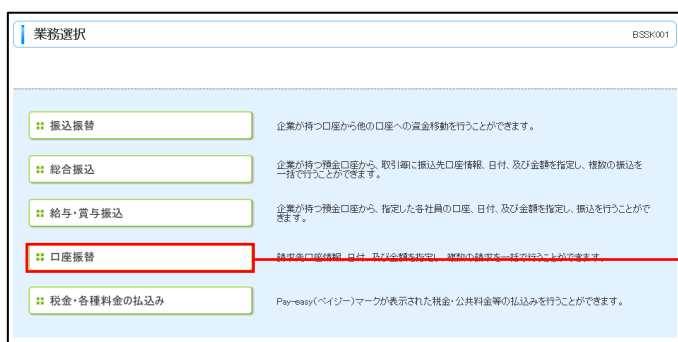 業務選択
BSSK001
振込振替
企業が持つ口座から他の口座への資金移動を行うことができます。
総合振込
企業が持つ預金口座から、取引毎に振込先口座情報、日付、及び金額を指定し、複数の振込を
一括で行うことができます。
給与・賞与振込
企業が持つ預金口座から、指定した各社員の口座、日付、及び金額を指定し、振込を行うことがで
きます。
口座振替
請求先口座情報、日付、及び金額を指定し、複数の請求を一括で行うことができます。
税金・各種料金の払込み
Pay-easy(ペイジー)マークが表示された税金・公共料金等の払込みを行うことができます。